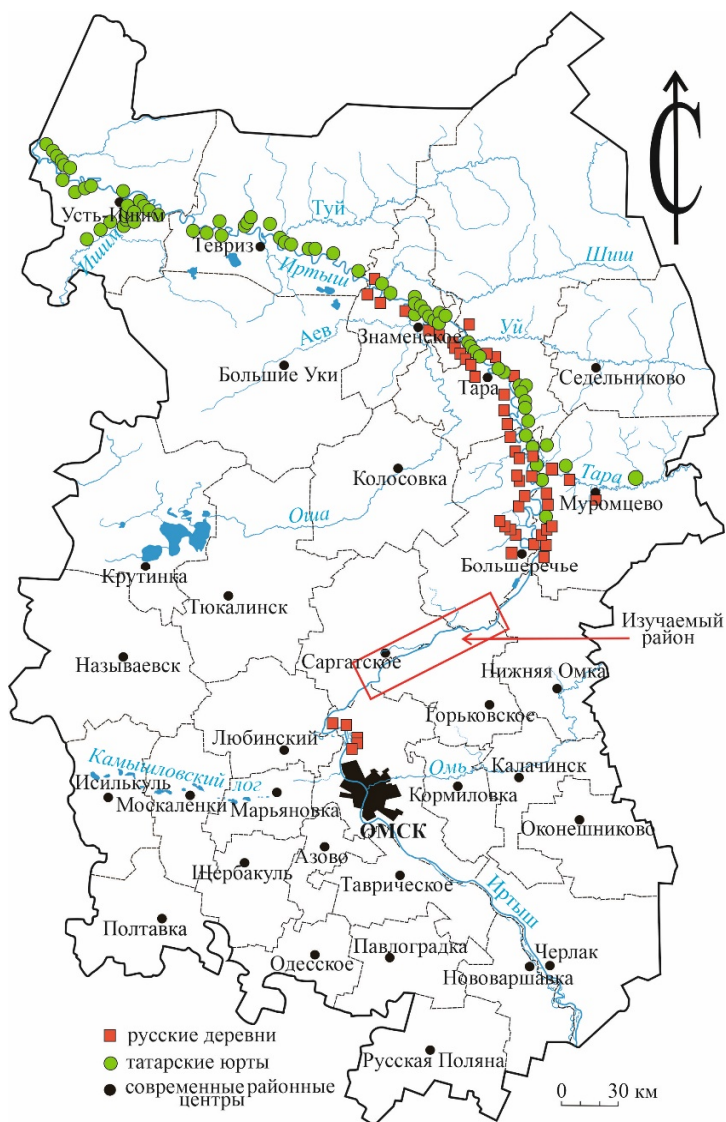 С
Туй
Усть-Ишим
Тевриз
Ишим
Иртыш
Шиш
Аев
Знаменское
Уй
Большие Уки
Тара
Седельниково
Колосовка
Тара
Муромцево
Оша
Крутинка
Большеречье
Тюкалинск
Изучаемый
район
Называевск
Саргатское
Нижняя Омка
Горьковское
Любинский
Камышловский лог
Омь
Калачинск
Исилькуль
Москаленки
Марьяновка
Кормиловка
ОМСК
Оконешниково
Азово
Щербакуль
Таврическое
Иртыш
Полтавка
Павлоградка
Одесское
Черлак
Нововаршавка
русские деревни
татарские юрты
современные районные
центры
Русская Поляна
0 30 км